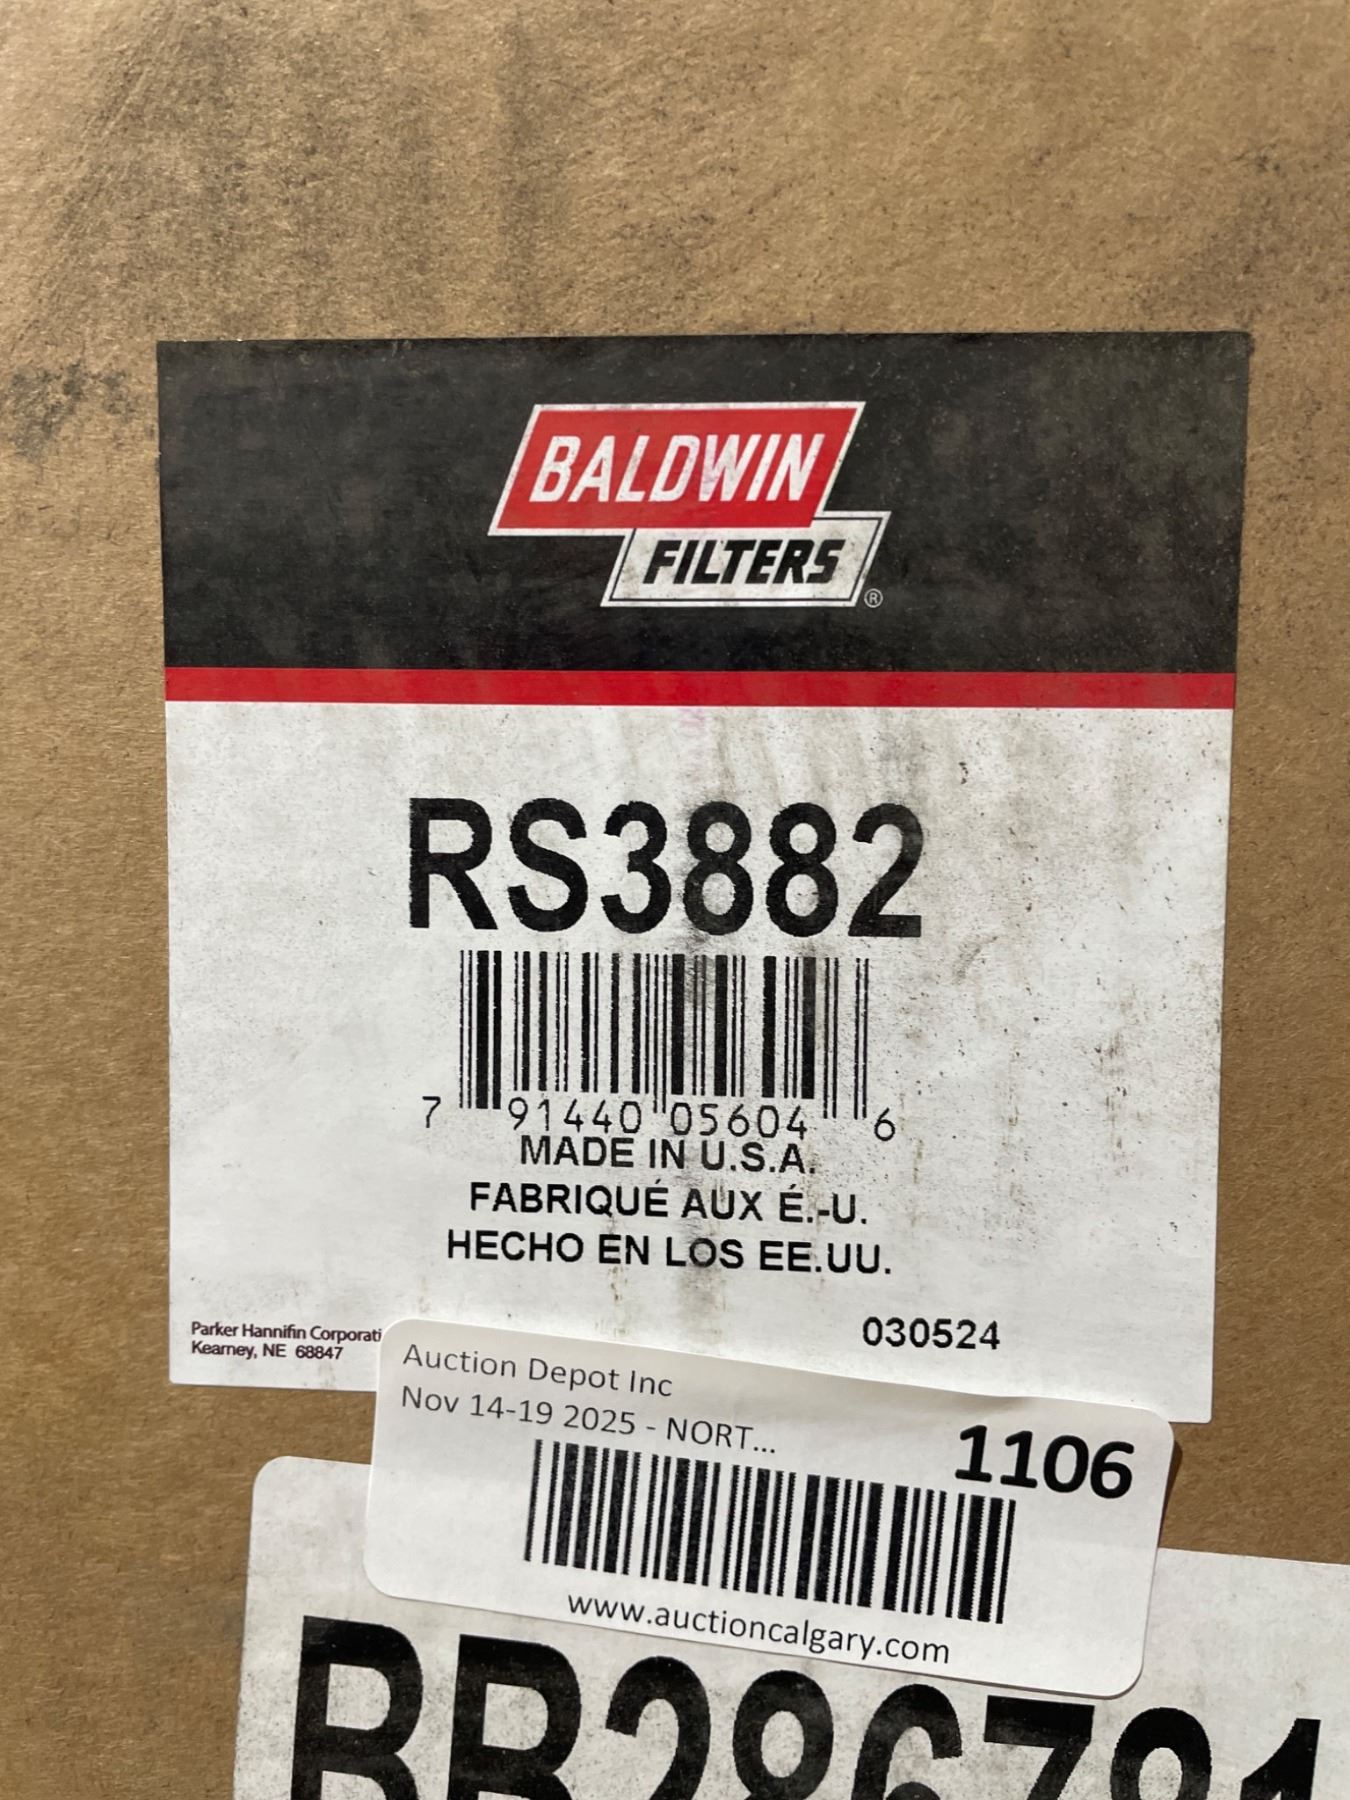 BALDWIN
FILTERS
®
RS3882
7 91440 05604 6
MADE IN U.S.A.
FABRIQUÉ AUX É.-U.
HECHO EN LOS EE.UU.
030524
Parker Hannifin
Kearney, NE 68847
Auction Depot Inc
Nov 14-19 2025 - NORT...
1106
www.auctioncalgary.com